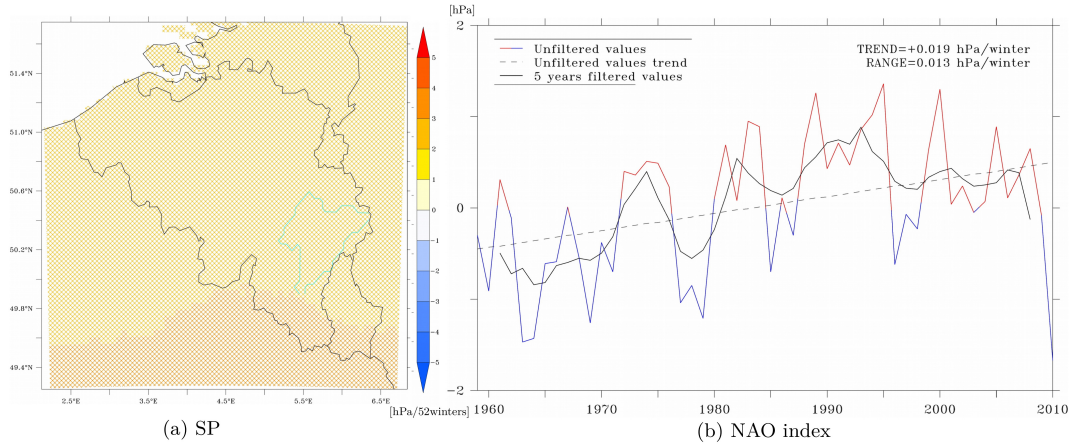 51.4°N
51.0°N
50.6°N
50.2°N
49.8°N
49.4°N
2.5°E
3.5°E
4.5°E
5.5°E
6.5°E
5
4
3
2
1
0
-1
-2
-3
-4
-5
[hPa/52winters]
(a) SP
[hPa]
2
0
-2
Unfiltered values
Unfiltered values trend
5 years filtered values
TREND=+0.019 hPa/winter
RANGE=0.013 hPa/winter
1960
1970
1980
1990
2000
2010
(b) NAO index